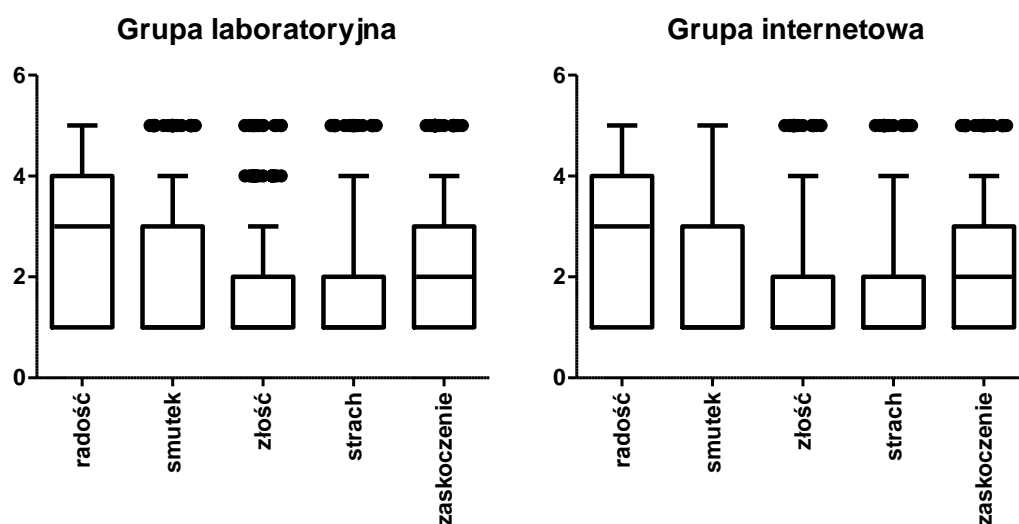 Grupa laboratoryjna
6
4
2
0
radość
smutek
złość
strach
zaskoczenie
Grupa internetowa
6
4
2
0
radość
smutek
złość
strach
zaskoczenie